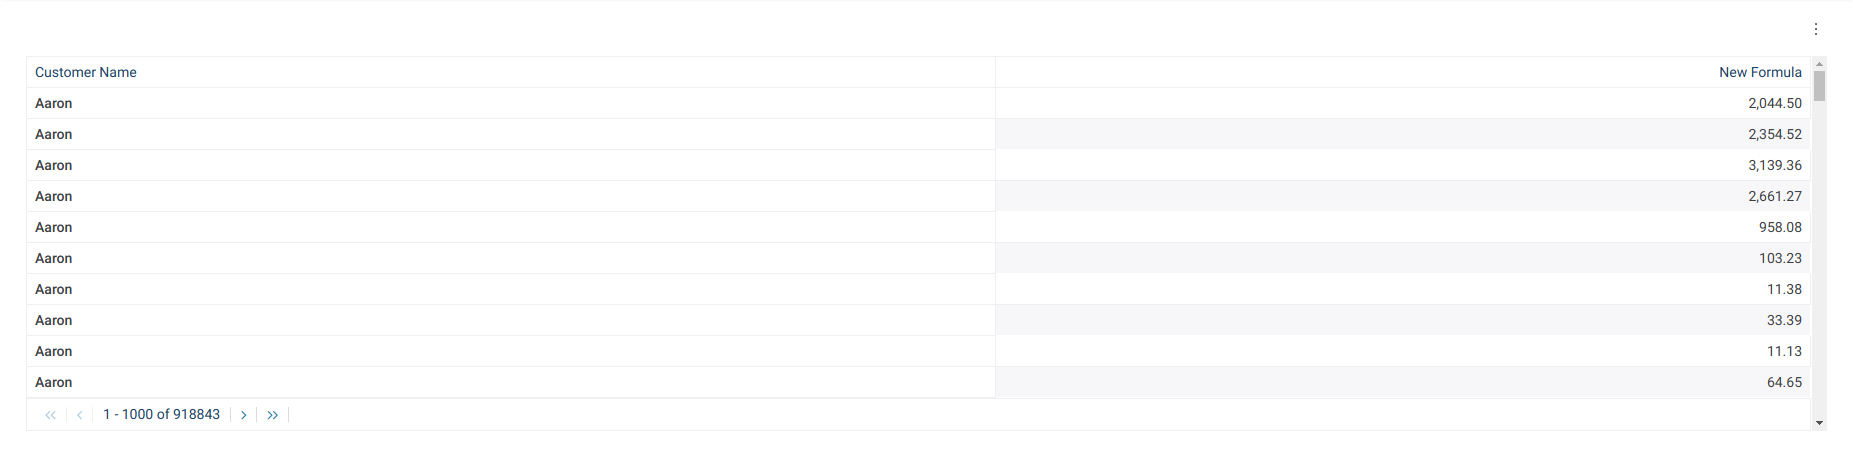 Customer Name New Formula
Aaron 2,044.50
Aaron 2,354.52
Aaron 3,139.36
Aaron 2,661.27
Aaron 958.08
Aaron 103.23
Aaron 11.38
Aaron 33.39
Aaron 11.13
Aaron 64.65
1 - 1000 of 918843